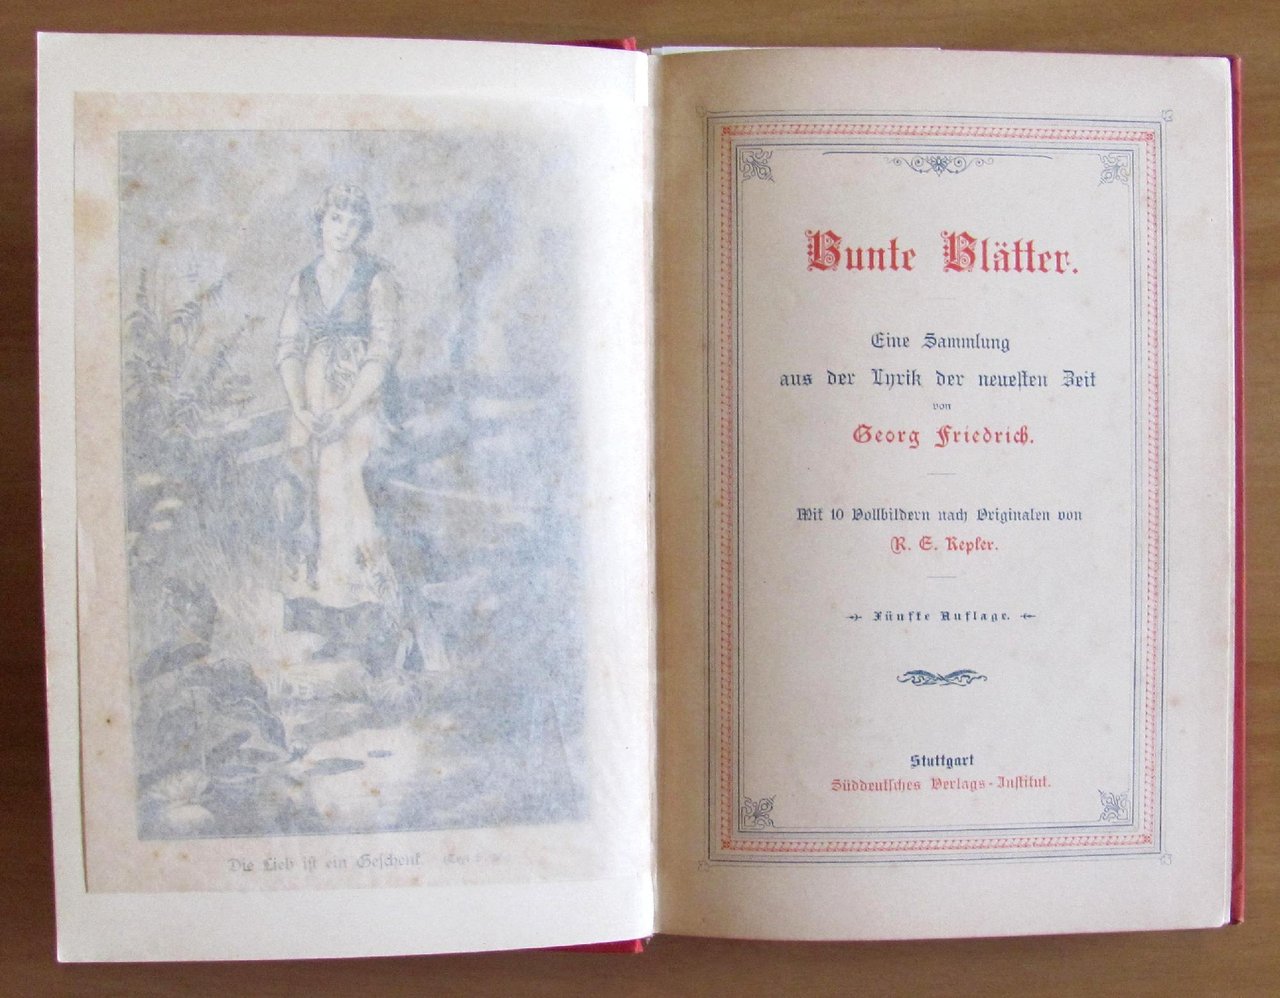 Die Lieb ist ein Geschenk
Bunte Blätter.
Eine Sammlung
aus der Lyrik der neuesten Zeit
von
Georg Friedrich.
Mit 10 Vollbildern nach Originalen von
R. E. Kepler.
Fünfte Auflage.
Stuttgart
Süddeutsches Verlags-Institut.